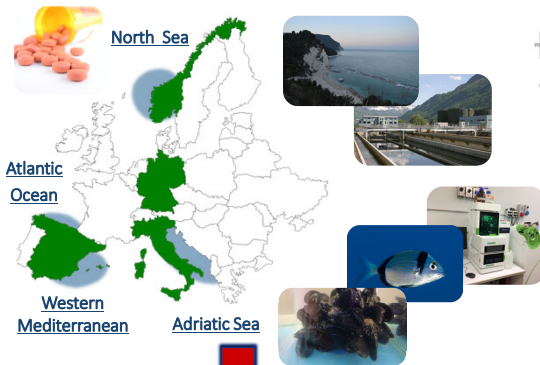 North Sea
Atlantic
Ocean
Western
Mediterranean
Adriatic Sea